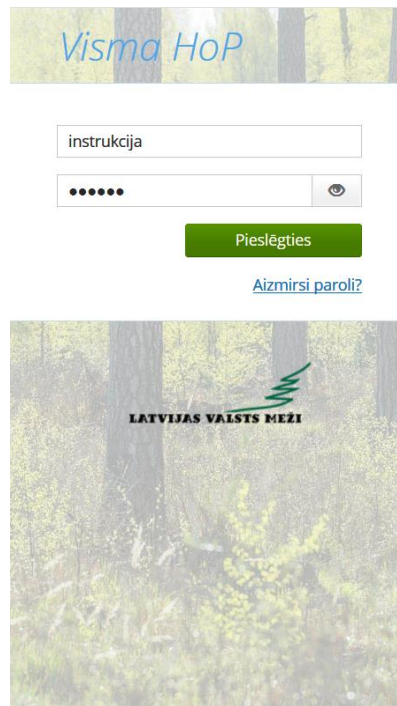 Visma HoP
instrukcija
••••••
Pieslēgties
Aizmirsi paroli?
LATVIJAS VALSTS MEŽI